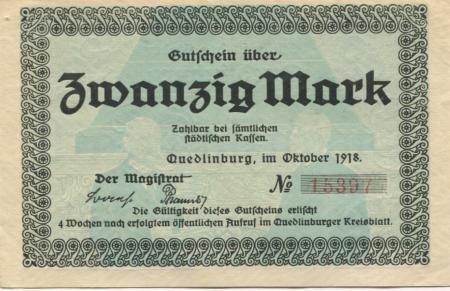 Gutschein über
Zwanzig Mark
Zahlbar bei sämtlichen
städtischen Kassen.
Quedlinburg, im Oktober 1918.
Der Magistrat
№ 15397
Die Gültigkeit dieses Gutscheins erlischt
4 Wochen nach erfolgtem öffentlichen Aufruf im Quedlinburger Kreisblatt.